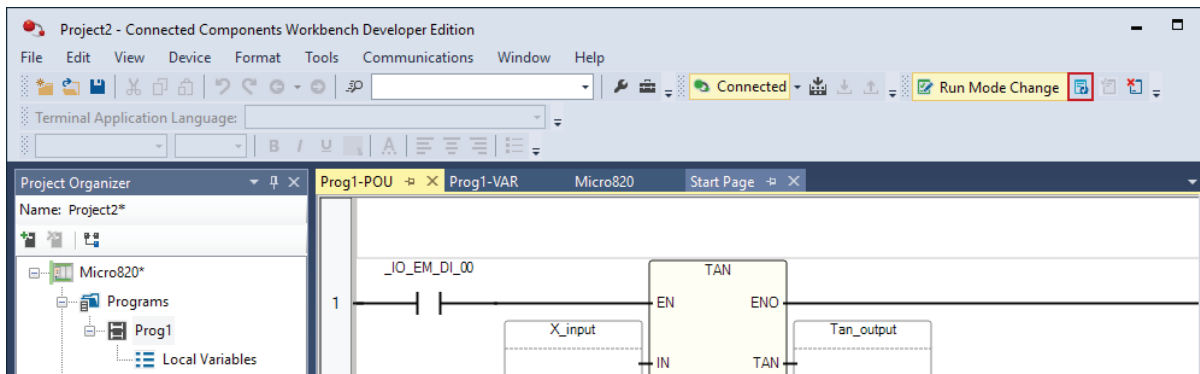 Project2 - Connected Components Workbench Developer Edition
File Edit View Device Format Tools Communications Window Help
Connected Run Mode Change
Terminal Application Language:
B I U A
Project Organizer Prog1-POU Prog1-VAR Micro820 Start Page
Name: Project2*
Micro820* _IO_EM_DI_00 TAN
Programs 1 EN ENO
Prog1 X_input Tan_output
Local Variables IN TAN